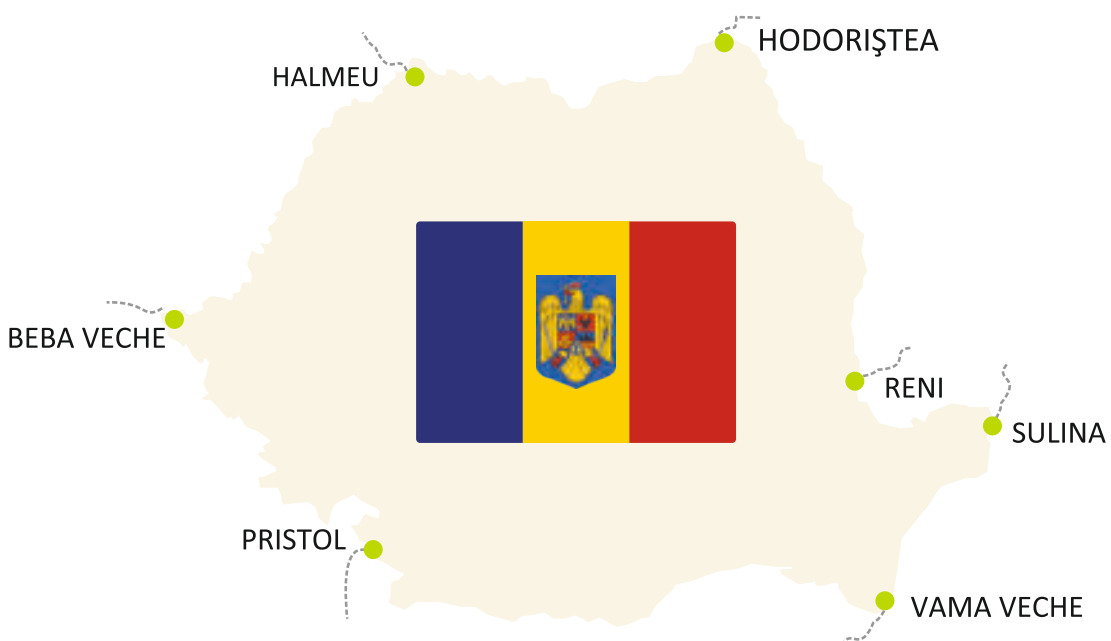 HODORIŞTEA
HALMEU
BEBA VECHE
RENI
SULINA
PRISTOL
VAMA VECHE